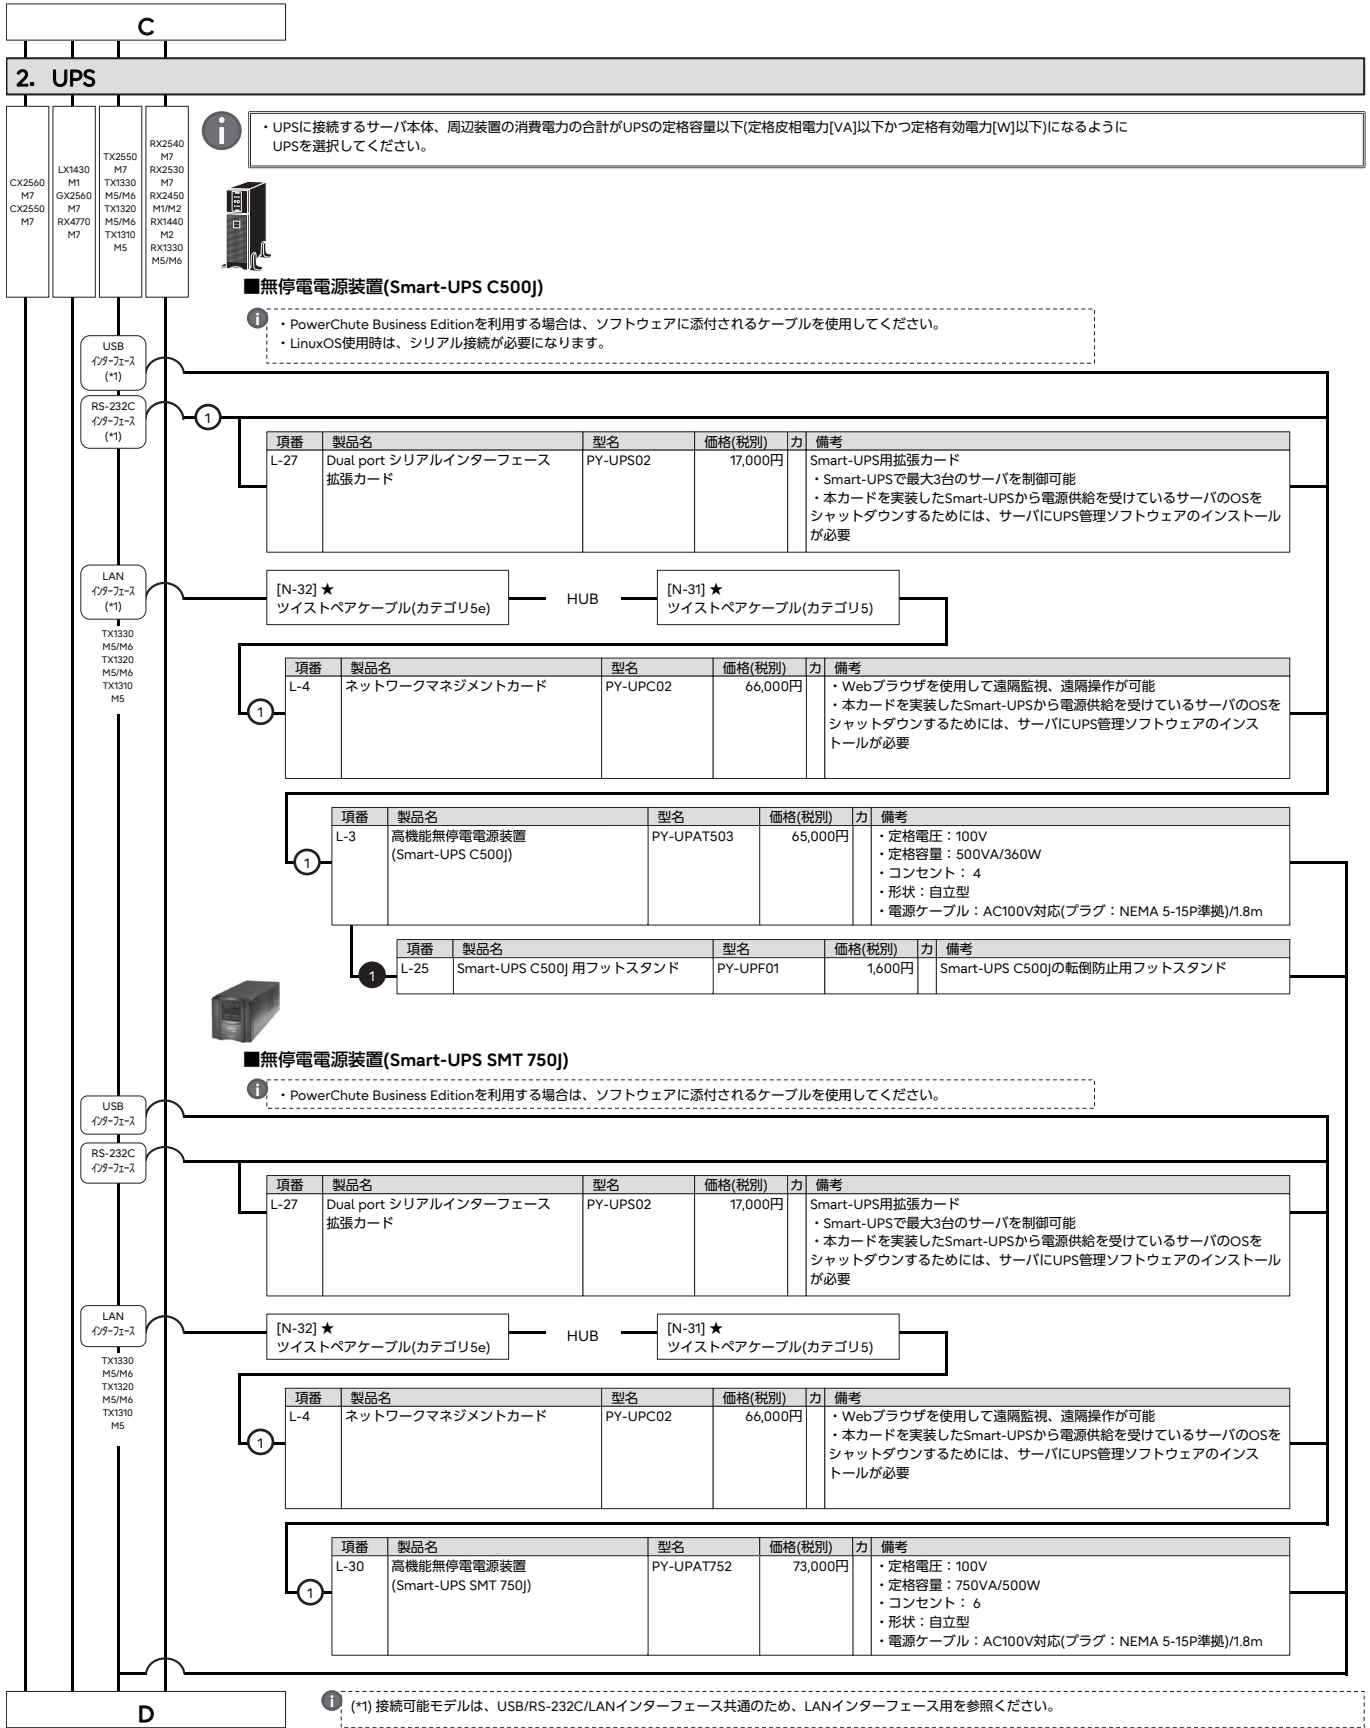 C
2. UPS
CX2560
M7
CX2550
M7
LX1430
M1
GX2560
M7
RX4770
M7
TX2550
M7
TX1330
M5/M6
TX1320
M5/M6
TX1310
M5
RX2540
M7
RX2530
M7
RX2450
M1/M2
RX1440
M2
RX1330
M5/M6
i
・UPSに接続するサーバ本体、周辺装置の消費電力の合計がUPSの定格容量以下(定格皮相電力[VA]以下かつ定格有効電力[W]以下)になるように
UPSを選択してください。
■無停電電源装置(Smart-UPS C500J)
i
・PowerChute Business Editionを利用する場合は、ソフトウェアに添付されるケーブルを使用してください。
・LinuxOS使用時は、シリアル接続が必要になります。
USB
インターフェース
(*1)
RS-232C
インターフェース
(*1)
1
項番 製品名 型名 価格(税別) カ 備考
L-27 Dual port シリアルインターフェース PY-UPS02 17,000円 Smart-UPS用拡張カード
拡張カード ・Smart-UPSで最大3台のサーバを制御可能
・本カードを実装したSmart-UPSから電源供給を受けているサーバのOSを
シャットダウンするためには、サーバにUPS管理ソフトウェアのインストール
が必要
LAN
インターフェース
(*1)
TX1330
M5/M6
TX1320
M5/M6
TX1310
M5
[N-32] ★
ツイストペアケーブル(カテゴリ5e)
HUB
[N-31] ★
ツイストペアケーブル(カテゴリ5)
項番 製品名 型名 価格(税別) カ 備考
1 L-4 ネットワークマネジメントカード PY-UPC02 66,000円 ・Webブラウザを使用して遠隔監視、遠隔操作が可能
・本カードを実装したSmart-UPSから電源供給を受けているサーバのOSを
シャットダウンするためには、サーバにUPS管理ソフトウェアのインス
トールが必要
項番 製品名 型名 価格(税別) カ 備考
1 L-3 高機能無停電電源装置 PY-UPAT503 65,000円 ・定格電圧：100V
(Smart-UPS C500J) ・定格容量：500VA/360W
・コンセント： 4
・形状：自立型
・電源ケーブル：AC100V対応(プラグ：NEMA 5-15P準拠)/1.8m
項番 製品名 型名 価格(税別) カ 備考
1 L-25 Smart-UPS C500J 用フットスタンド PY-UPF01 1,600円 Smart-UPS C500Jの転倒防止用フットスタンド
■無停電電源装置(Smart-UPS SMT 750J)
i
・PowerChute Business Editionを利用する場合は、ソフトウェアに添付されるケーブルを使用してください。
USB
インターフェース
RS-232C
インターフェース
項番 製品名 型名 価格(税別) カ 備考
L-27 Dual port シリアルインターフェース PY-UPS02 17,000円 Smart-UPS用拡張カード
拡張カード ・Smart-UPSで最大3台のサーバを制御可能
・本カードを実装したSmart-UPSから電源供給を受けているサーバのOSを
シャットダウンするためには、サーバにUPS管理ソフトウェアのインストール
が必要
LAN
インターフェース
TX1330
M5/M6
TX1320
M5/M6
TX1310
M5
[N-32] ★
ツイストペアケーブル(カテゴリ5e)
HUB
[N-31] ★
ツイストペアケーブル(カテゴリ5)
項番 製品名 型名 価格(税別) カ 備考
1 L-4 ネットワークマネジメントカード PY-UPC02 66,000円 ・Webブラウザを使用して遠隔監視、遠隔操作が可能
・本カードを実装したSmart-UPSから電源供給を受けているサーバのOSを
シャットダウンするためには、サーバにUPS管理ソフトウェアのインス
トールが必要
項番 製品名 型名 価格(税別) カ 備考
1 L-30 高機能無停電電源装置 PY-UPAT752 73,000円 ・定格電圧：100V
(Smart-UPS SMT 750J) ・定格容量：750VA/500W
・コンセント： 6
・形状：自立型
・電源ケーブル：AC100V対応(プラグ：NEMA 5-15P準拠)/1.8m
D
i
(*1) 接続可能モデルは、USB/RS-232C/LANインターフェース共通のため、LANインターフェース用を参照ください。